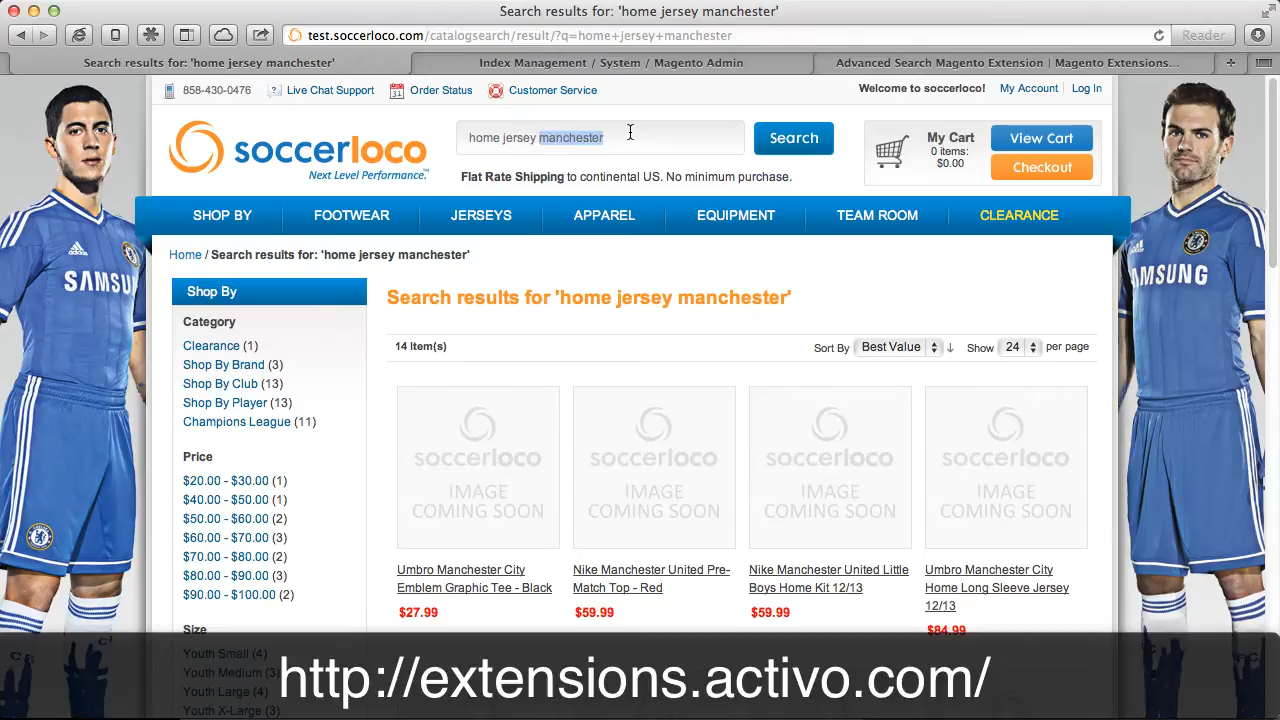 Search results for: 'home jersey manchester'
test.soccerloco.com/catalogsearch/result/?q=home+jersey+manchester
Reader
Search results for: 'home jersey manchester'
Index Management / System / Magento Admin
Advanced Search Magento Extension | Magento Extensions...
858-430-0476
Live Chat Support
31
Order Status
Customer Service
Welcome to soccerloco!
My Account
Log In
soccerloco
Next Level Performance.™
home jersey manchester
Search
My Cart
0 items:
$0.00
View Cart
Checkout
Flat Rate Shipping to continental US. No minimum purchase.
SHOP BY
FOOTWEAR
JERSEYS
APPAREL
EQUIPMENT
TEAM ROOM
CLEARANCE
Home / Search results for: 'home jersey manchester'
Shop By
Category
Clearance (1)
Shop By Brand (3)
Shop By Club (13)
Shop By Player (13)
Champions League (11)
Price
$20.00 - $30.00 (1)
$40.00 - $50.00 (1)
$50.00 - $60.00 (2)
$60.00 - $70.00 (3)
$70.00 - $80.00 (2)
$80.00 - $90.00 (3)
$90.00 - $100.00 (2)
Size
Youth Small (4)
Youth Medium (3)
Youth Large (4)
Youth X-Large (3)
Search results for 'home jersey manchester'
14 Item(s)
Sort By Best Value
Show 24 per page
soccerloco
IMAGE
COMING SOON
soccerloco
IMAGE
COMING SOON
soccerloco
IMAGE
COMING SOON
soccerloco
IMAGE
COMING SOON
Umbro Manchester City
Emblem Graphic Tee - Black
$27.99
Nike Manchester United Pre-
Match Top - Red
$59.99
Nike Manchester United Little
Boys Home Kit 12/13
$59.99
Umbro Manchester City
Home Long Sleeve Jersey
12/13
$84.99
adidas
SAMSUNG
adidas
SAMSUNG
http://extensions.activo.com/